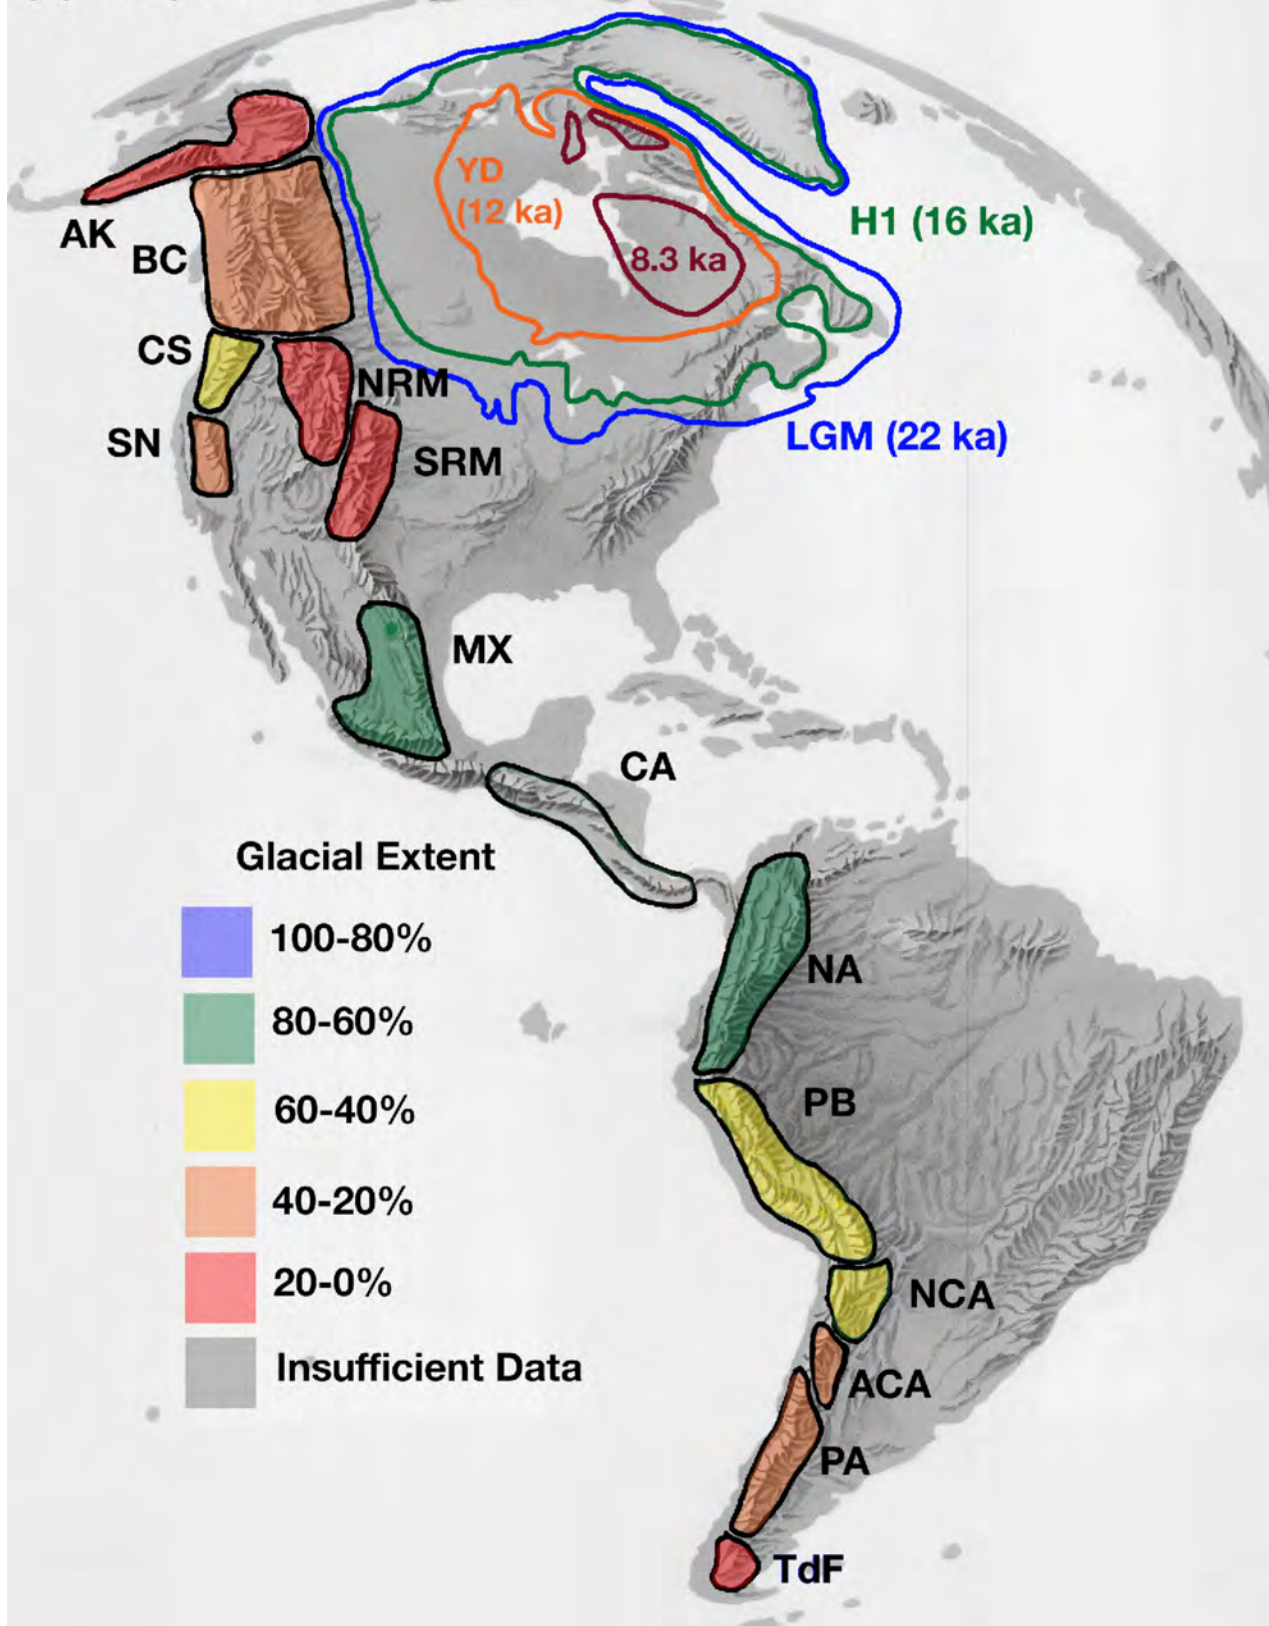 YD
(12 ka)
H1 (16 ka)
8.3 ka
AK
BC
CS
NRM
SN
SRM
LGM (22 ka)
MX
CA
Glacial Extent
100-80%
80-60%
60-40%
40-20%
20-0%
Insufficient Data
NA
PB
NCA
ACA
PA
TdF